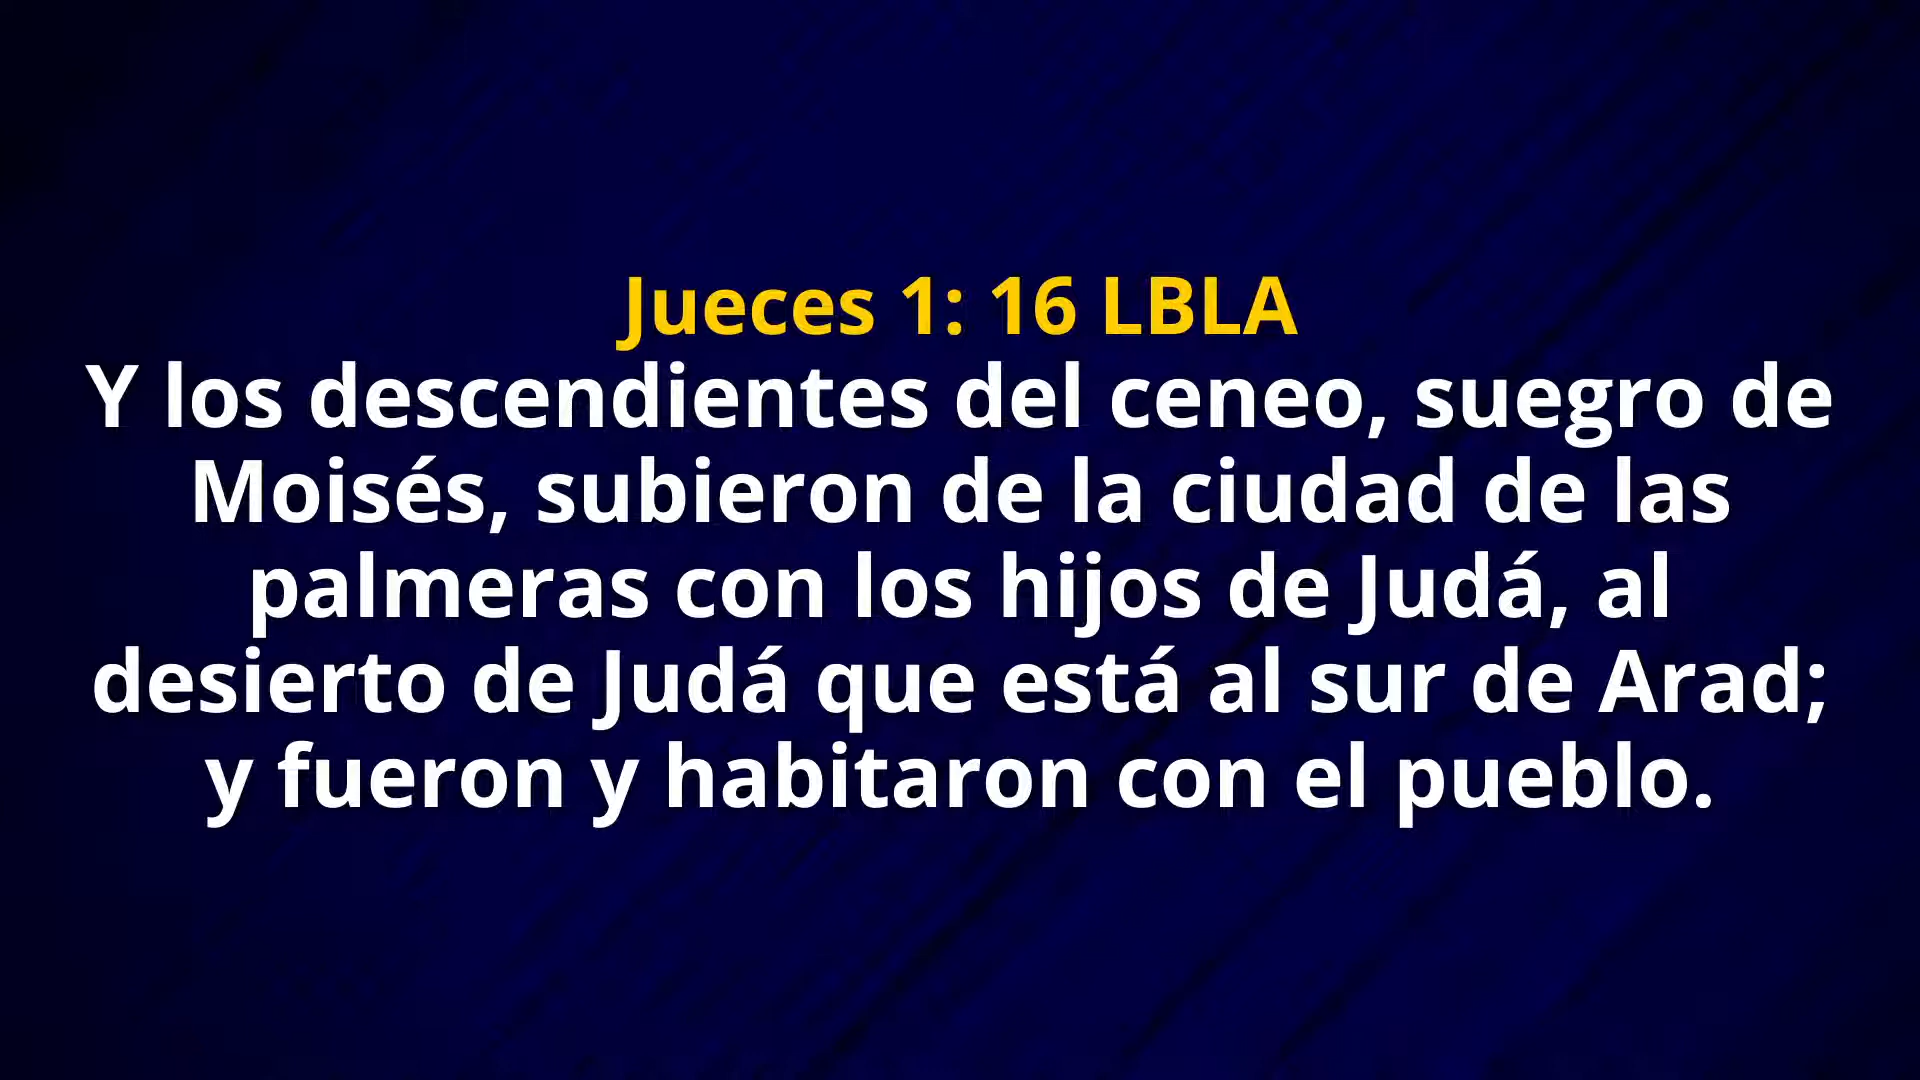 Jueces 1: 16 LBLA
Y los descendientes del ceneo, suegro de
Moisés, subieron de la ciudad de las
palmeras con los hijos de Judá, al
desierto de Judá que está al sur de Arad;
y fueron y habitaron con el pueblo.